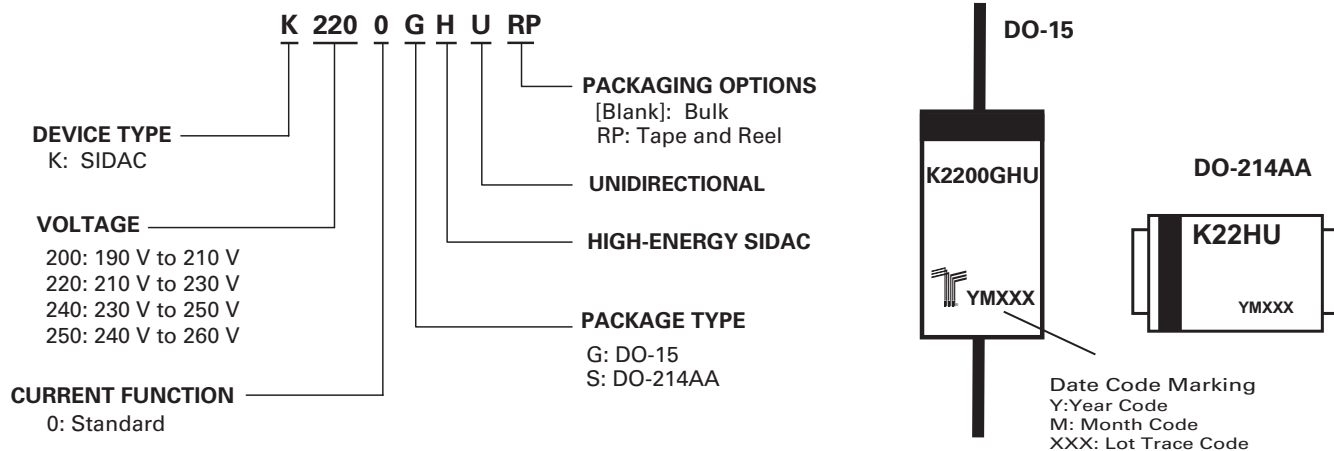 K 220 0 G H U RP
PACKAGING OPTIONS
[Blank]: Bulk
RP: Tape and Reel
DEVICE TYPE
K: SIDAC
UNIDIRECTIONAL
VOLTAGE
200: 190 V to 210 V
220: 210 V to 230 V
240: 230 V to 250 V
250: 240 V to 260 V
HIGH-ENERGY SIDAC
PACKAGE TYPE
G: DO-15
S: DO-214AA
CURRENT FUNCTION
0: Standard
DO-15
K2200GHU
YMXXX
DO-214AA
K22HU
YMXXX
Date Code Marking
Y:Year Code
M: Month Code
XXX: Lot Trace Code